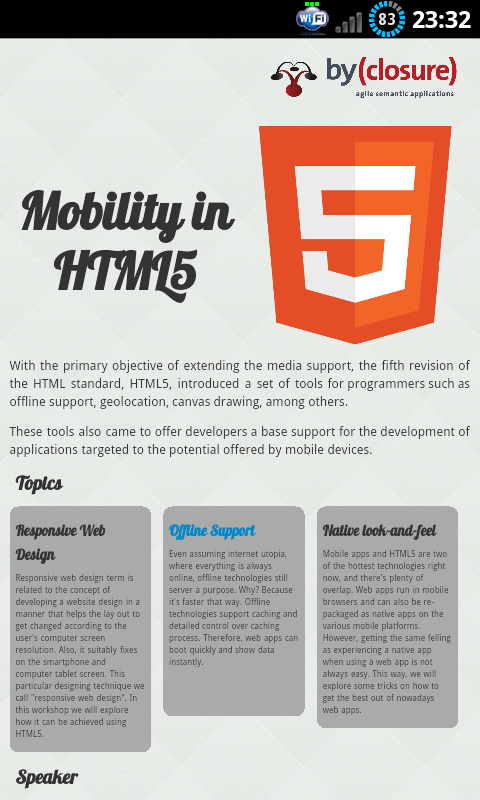 WiFi 83 23:32
by(closure)
agile semantic applications
Mobility in
HTML5
5
With the primary objective of extending the media support, the fifth revision of
the HTML standard, HTML5, introduced a set of tools for programmers such as
offline support, geolocation, canvas drawing, among others.
These tools also came to offer developers a base support for the development of
applications targeted to the potential offered by mobile devices.
Topics
Responsive Web
Design
Responsive web design term is
related to the concept of
developing a website design in a
manner that helps the lay out to
get changed according to the
user's computer screen
resolution. Also, it suitably fixes
on the smartphone and
computer tablet screen. This
particular designing technique we
call "responsive web design". In
this workshop we will explore
how it can be achieved using
HTML5.
Offline Support
Even assuming internet utopia,
where everything is always
online, offline technologies still
server a purpose. Why? Because
it's faster that way. Offline
technologies support caching and
detailed control over caching
process. Therefore, web apps can
boot quickly and show data
instantly.
Native look-and-feel
Mobile apps and HTML5 are two
of the hottest technologies right
now, and there's plenty of
overlap. Web apps run in mobile
browsers and can also be re-
packaged as native apps on the
various mobile platforms.
However, getting the same felling
as experiencing a native app
when using a web app is not
always easy. This way, we will
explore some tricks on how to
get the best out of nowadays
web apps.
Speaker